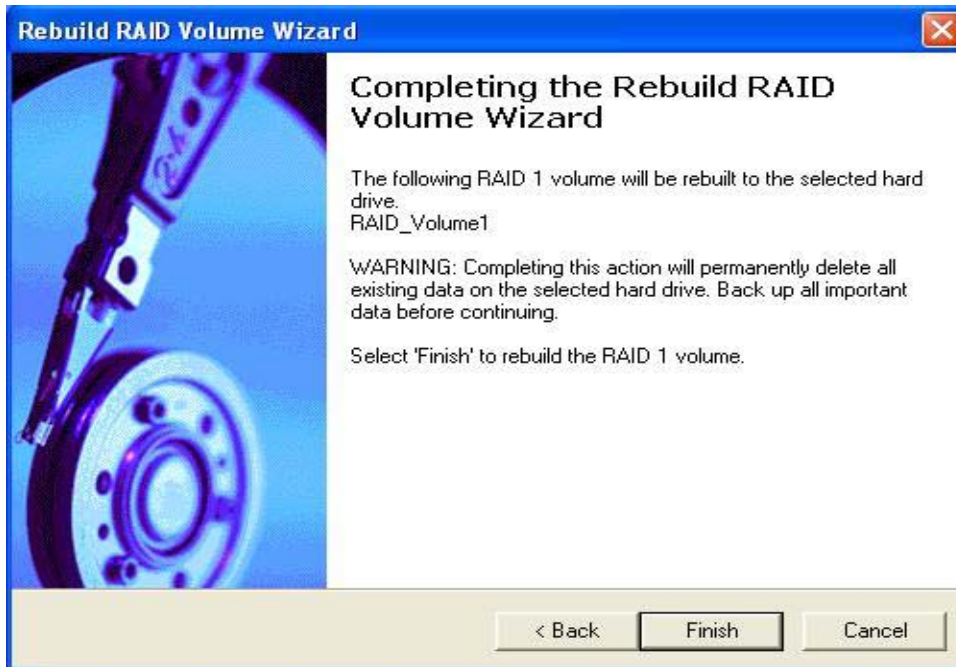 Rebuild RAID Volume Wizard
Completing the Rebuild RAID
Volume Wizard
The following RAID 1 volume will be rebuilt to the selected hard
drive.
RAID_Volume1
WARNING: Completing this action will permanently delete all
existing data on the selected hard drive. Back up all important
data before continuing.
Select 'Finish' to rebuild the RAID 1 volume.
< Back
Finish
Cancel